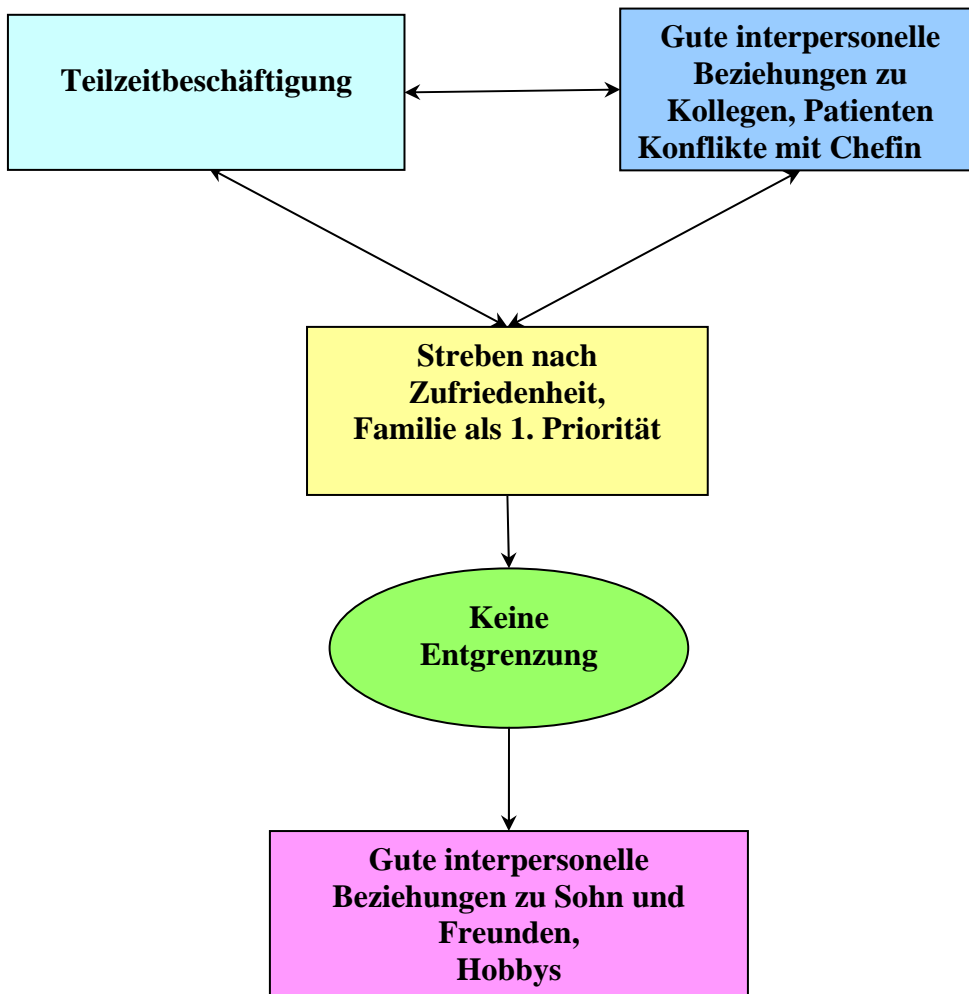 Teilzeitbeschäftigung
Gute interpersonelle
Beziehungen zu
Kollegen, Patienten
Konflikte mit Chefin
Streben nach
Zufriedenheit,
Familie als 1. Priorität
Keine
Entgrenzung
Gute interpersonelle
Beziehungen zu Sohn und
Freunden,
Hobbys